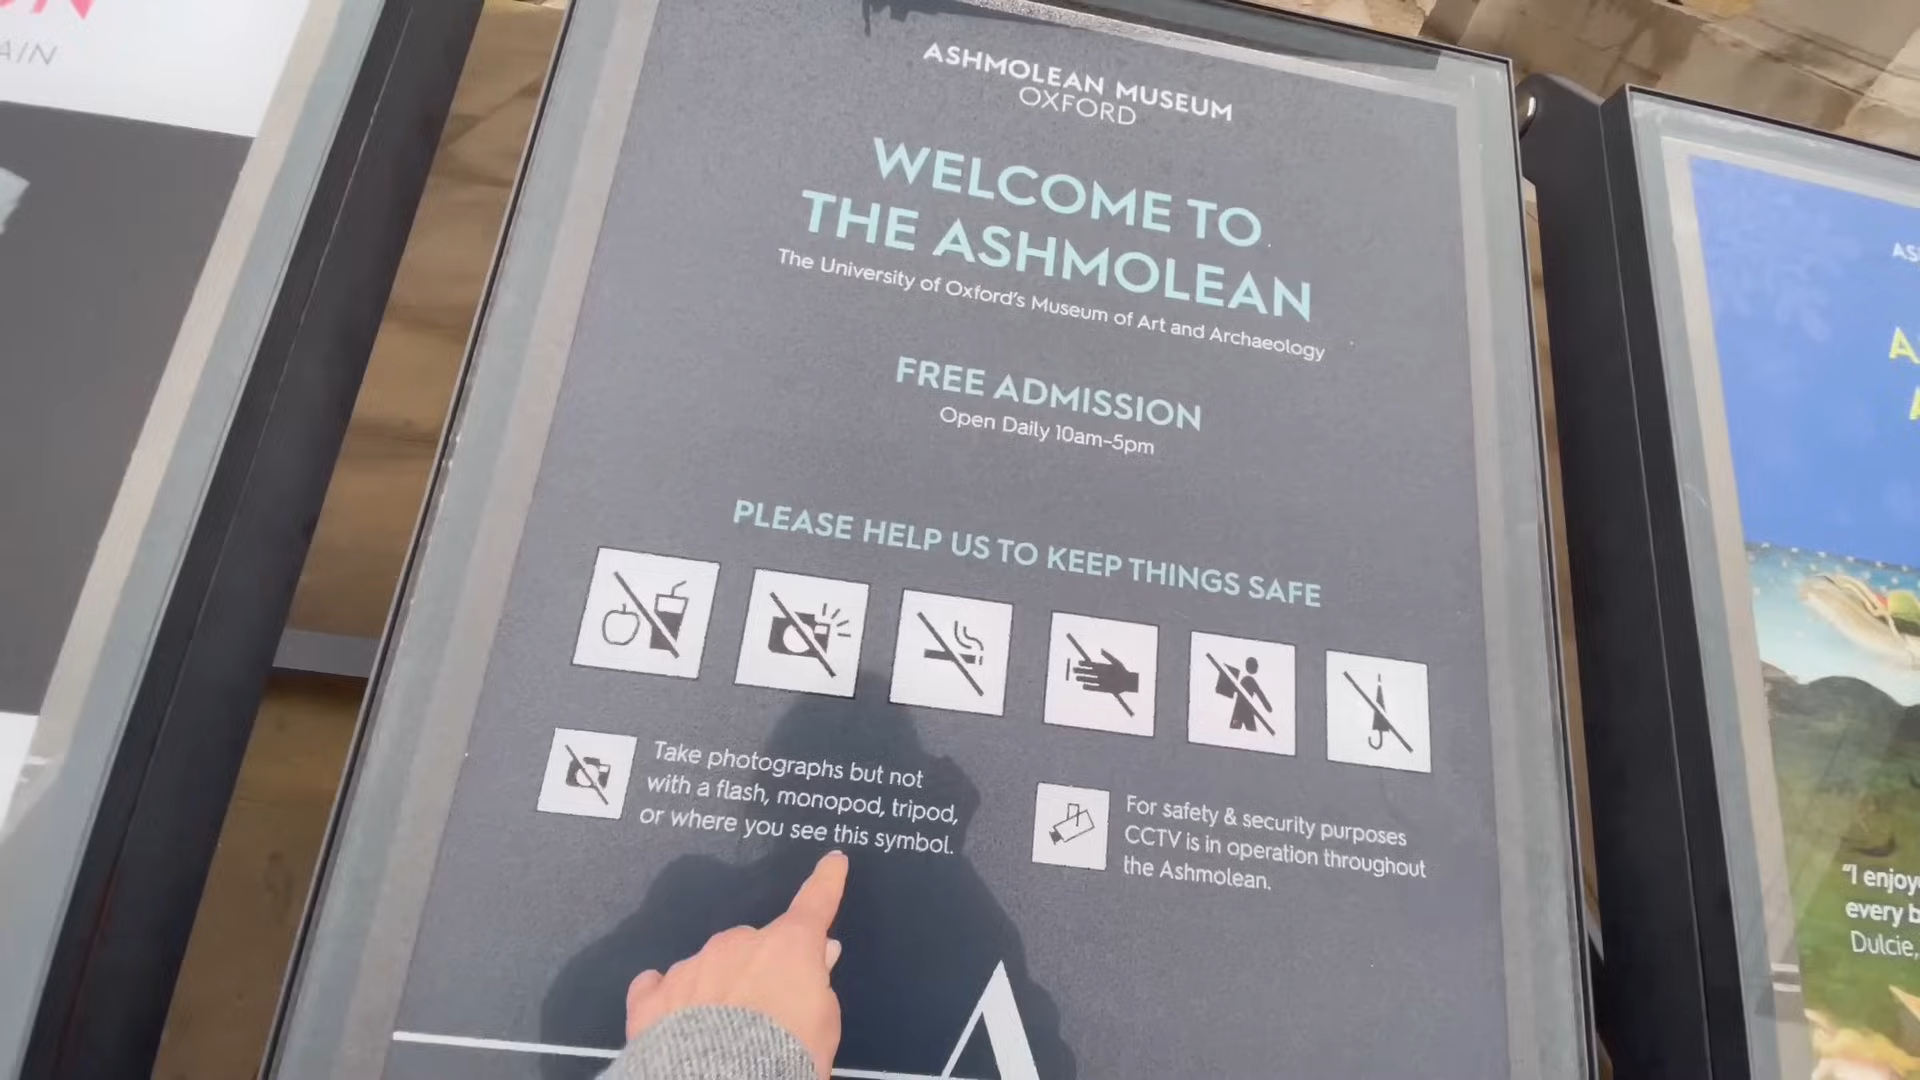 AIN
ASHMOLEAN MUSEUM
OXFORD
WELCOME TO
THE ASHMOLEAN
The University of Oxford's Museum of Art and Archaeology
FREE ADMISSION
Open Daily 10am–5pm
PLEASE HELP US TO KEEP THINGS SAFE
Take photographs but not
with a flash, monopod, tripod,
or where you see this symbol.
For safety & security purposes
CCTV is in operation throughout
the Ashmolean.
A
AS
A
"I enjoy
every b
Dulcie,